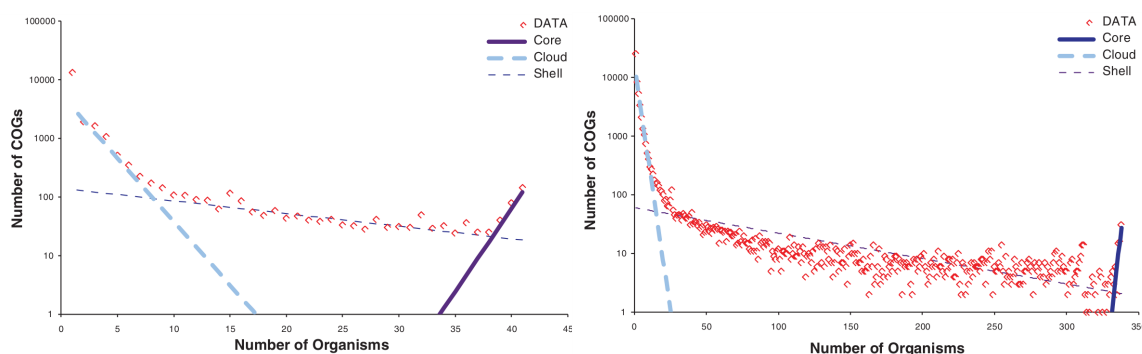 100000
10000
1000
100
10
1
Number of COGs
0 5 10 15 20 25 30 35 40 45
Number of Organisms
DATA
Core
Cloud
Shell
100000
10000
1000
100
10
1
Number of COGs
0 50 100 150 200 250 300 35
Number of Organisms
DATA
Core
Cloud
Shell